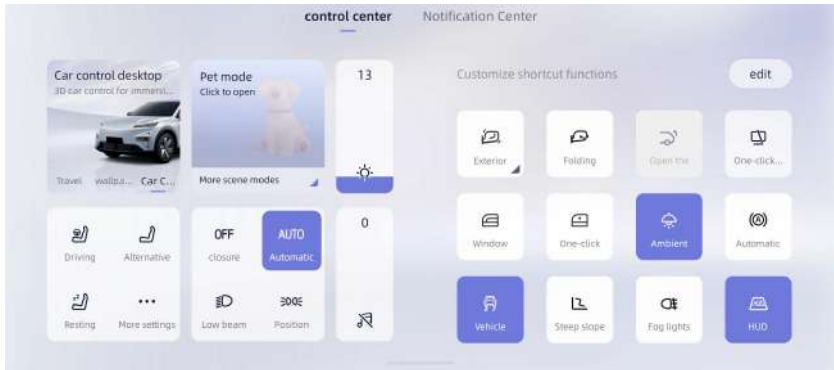 control center
Notification Center
Car control desktop
3D car control for immersi...
Travel wallpa... Car C...
Pet mode
Click to open
More scene modes
13
Customize shortcut functions
edit
Exterior
Folding
Open the
One-click...
Driving
Alternative
OFF
closure
AUTO
Automatic
0
Window
One-click
Ambient
Automatic
Resting
More settings
Low beam
Position
Vehicle
Steep slope
Fog lights
HUD